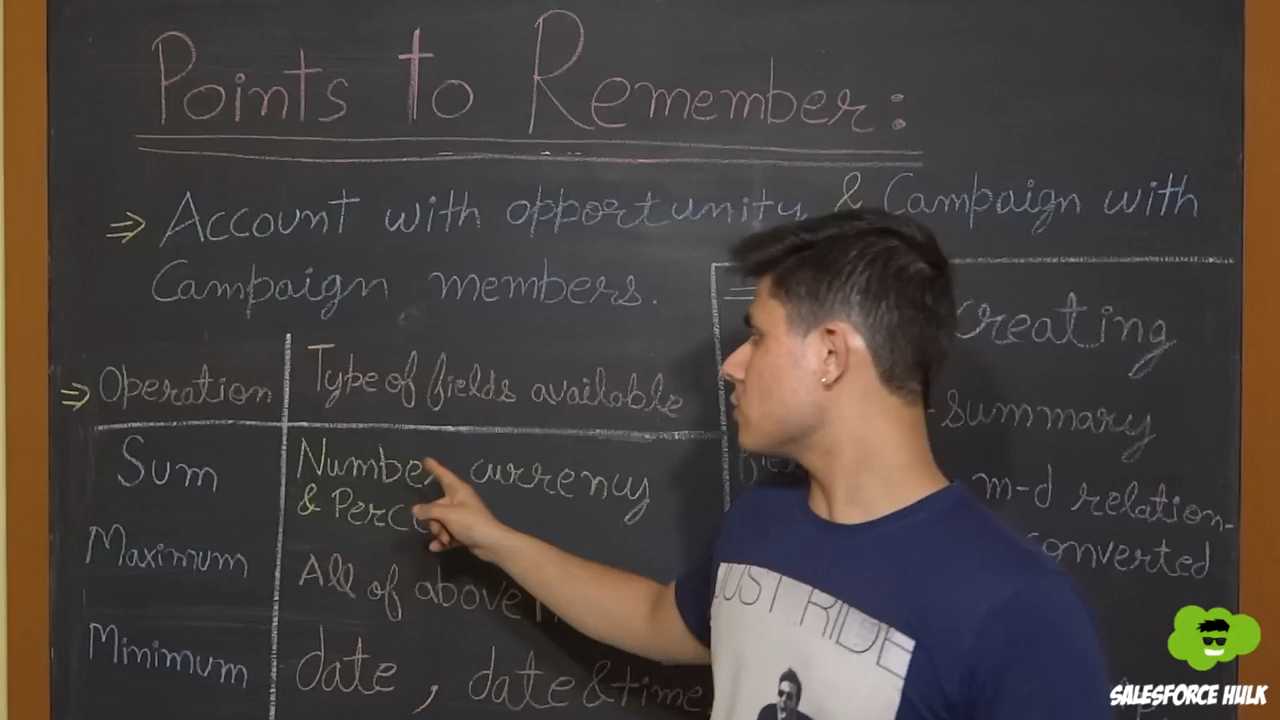 Points to Remember:
⇒ Account with opportunity & Campaign with
Campaign members.
⇒ Operation Type of fields available
Sum Number currency
& Perc
Maximum All of above
Minimum date, date & time
creating
-summary
m-d relation-
converted
JUST RIDE
SALESFORCE HULK